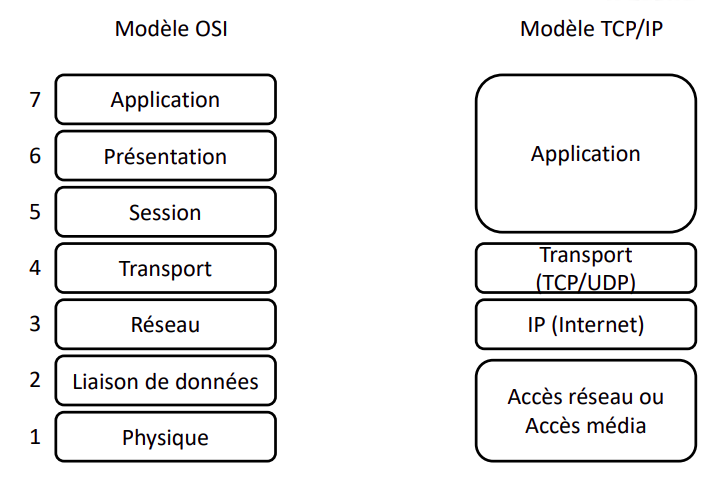 Modèle OSI
Modèle TCP/IP
7 Application
6 Présentation
5 Session
4 Transport
3 Réseau
2 Liaison de données
1 Physique
Application
Transport
(TCP/UDP)
IP (Internet)
Accès réseau ou
Accès média